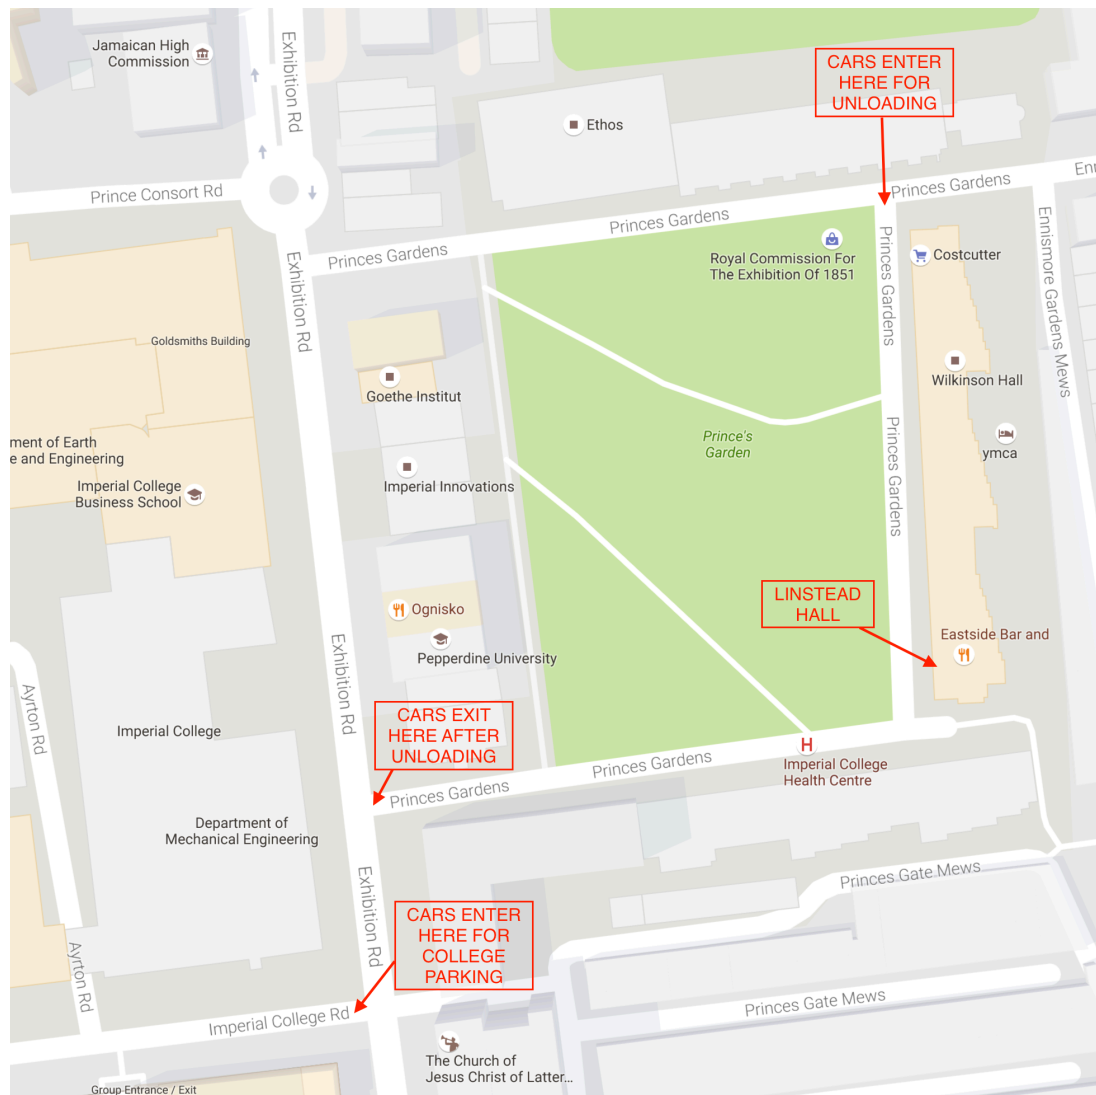 Jamaican High
Commission
Exhibition Rd
CARS ENTER
HERE FOR
UNLOADING
Ethos
Prince Consort Rd
Princes Gardens
Princes Gardens
Princes Gardens
Enn
Royal Commission For
The Exhibition Of 1851
Princes Gardens
Costcutter
Ennismore Gardens Mews
Exhibition Rd
Goldsmiths Building
Goethe Institut
Wilkinson Hall
ment of Earth
e and Engineering
Prince's
Garden
ymca
Imperial College
Business School
Imperial Innovations
Princes Gardens
LINSTEAD
HALL
Ognisko
Eastside Bar and
Pepperdine University
Exhibition Rd
Ayrton Rd
Imperial College
CARS EXIT
HERE AFTER
UNLOADING
H
Imperial College
Health Centre
Princes Gardens
Princes Gardens
Department of
Mechanical Engineering
Exhibition Rd
Princes Gate Mews
CARS ENTER
HERE FOR
COLLEGE
PARKING
Ayrton Rd
Imperial College Rd
Princes Gate Mews
The Church of
Jesus Christ of Latter...
Group Entrance / Exit